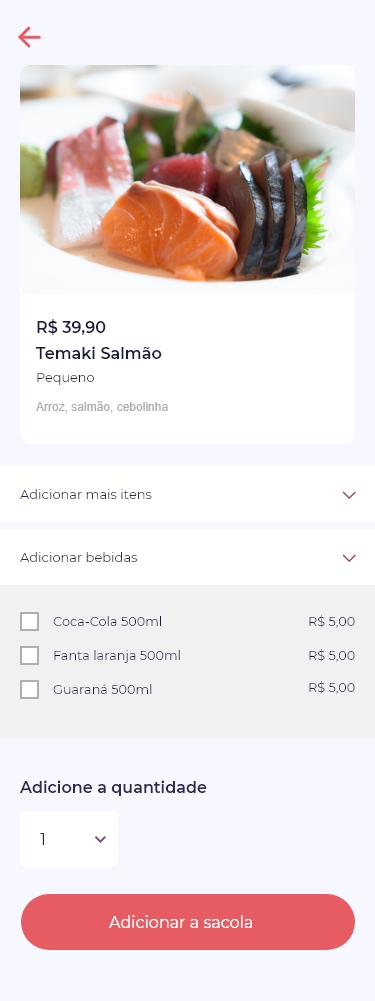 R$ 39,90
Temaki Salmão
Pequeno
Arroz, salmão, cebolinha
Adicionar mais itens
Adicionar bebidas
Coca-Cola 500ml R$ 5,00
Fanta laranja 500ml R$ 5,00
Guaraná 500ml R$ 5,00
Adicione a quantidade
1
Adicionar a sacola